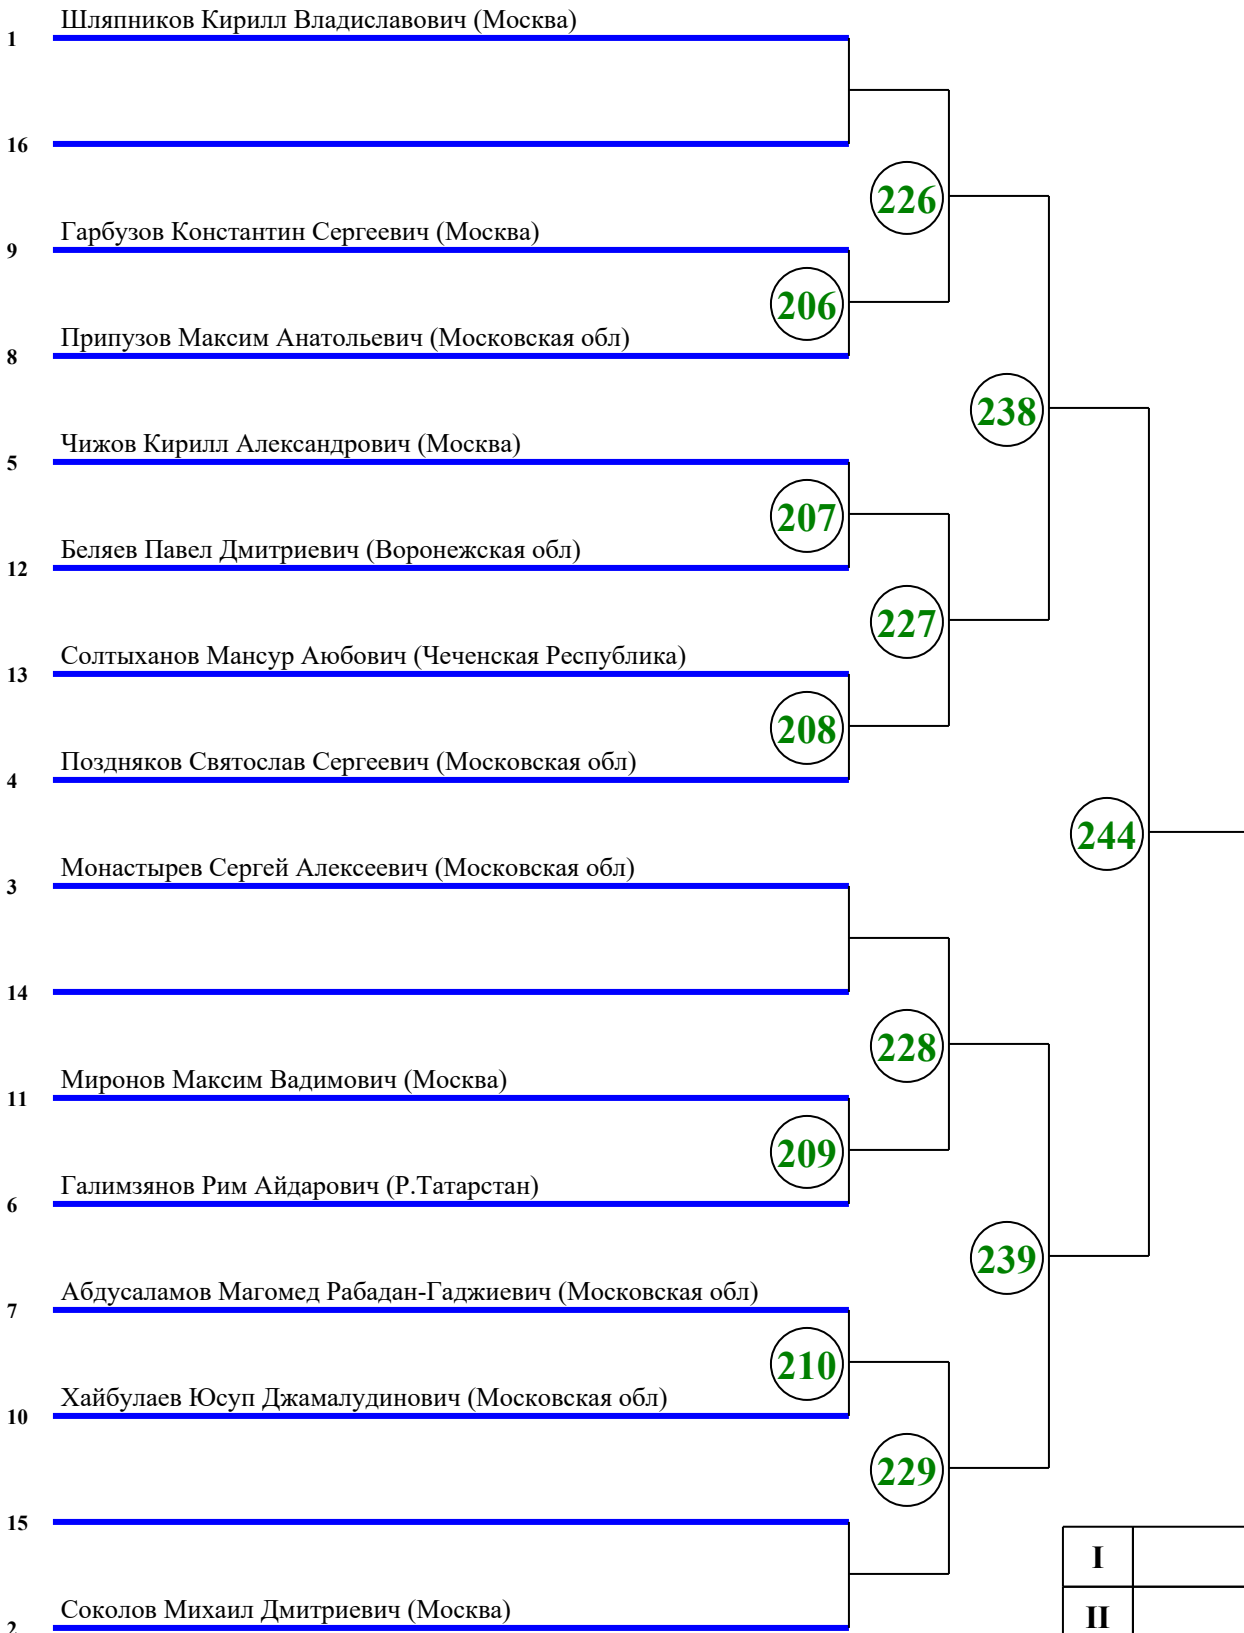 Шляпников Кирилл Владиславович (Москва)
1
16
226
Гарбузов Константин Сергеевич (Москва)
9
206
Припузов Максим Анатольевич (Московская обл)
8
238
Чижов Кирилл Александрович (Москва)
5
207
Беляев Павел Дмитриевич (Воронежская обл)
12
227
Солтыханов Мансур Аюбович (Чеченская Республика)
13
208
Поздняков Святослав Сергеевич (Московская обл)
4
244
Монастырев Сергей Алексеевич (Московская обл)
3
14
228
Миронов Максим Вадимович (Москва)
11
209
Галимзянов Рим Айдарович (Р.Татарстан)
6
239
Абдусаламов Магомед Рабадан-Гаджиевич (Московская обл)
7
210
Хайбулаев Юсуп Джамалудинович (Московская обл)
10
229
15
I
Соколов Михаил Дмитриевич (Москва)
2
II